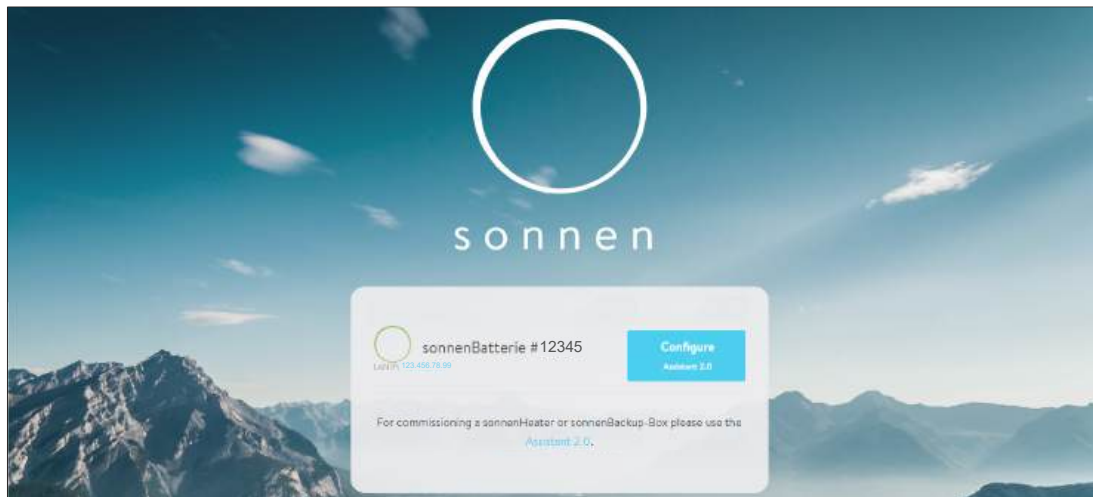 sonnen
sonnenBatterie #12345
Configure
LAN IP: 123.456.78.99
Assistant 2.0
For commissioning a sonnenHeater or sonnenBackup-Box please use the
Assistant 2.0.